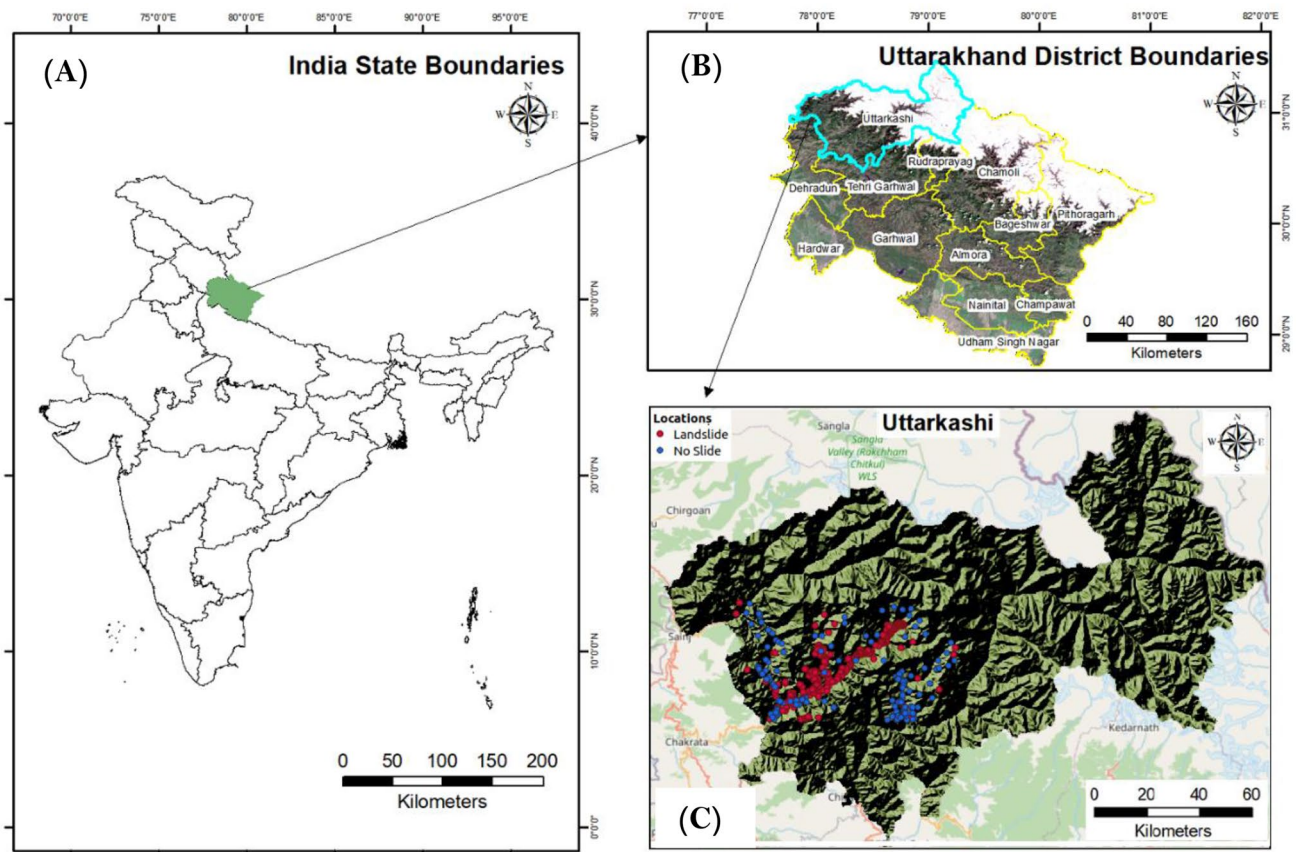 70°0'0"E
75°0'0"E
80°0'0"E
85°0'0"E
90°0'0"E
95°0'0"E
(A)
India State Boundaries
N
W
E
S
40°0'0"N
30°0'0"N
20°0'0"N
10°0'0"N
0°0'0"
0 50 100 150 200
Kilometers
77°0'0"E
78°0'0"E
79°0'0"E
80°0'0"E
81°0'0"E
82°0'0"E
(B)
Uttarakhand District Boundaries
N
W
E
S
31°0'0"N
30°0'0"N
29°0'0"N
Uttarkashi
Rudraprayag
Chamoli
Dehradun
Tehri Garhwal
Pithoragarh
Bageshwar
Hardwar
Garhwal
Almora
Nainital
Champawat
Udham Singh Nagar
0 40 80 120 160
Kilometers
Locations
Landslide
No Slide
Uttarkashi
N
W
E
S
Sangla
Sangla
Valley (Rakchham
Chitkul)
WLS
Chirgoan
Chakrata
Kedarnath
(C)
0 20 40 60
Kilometers